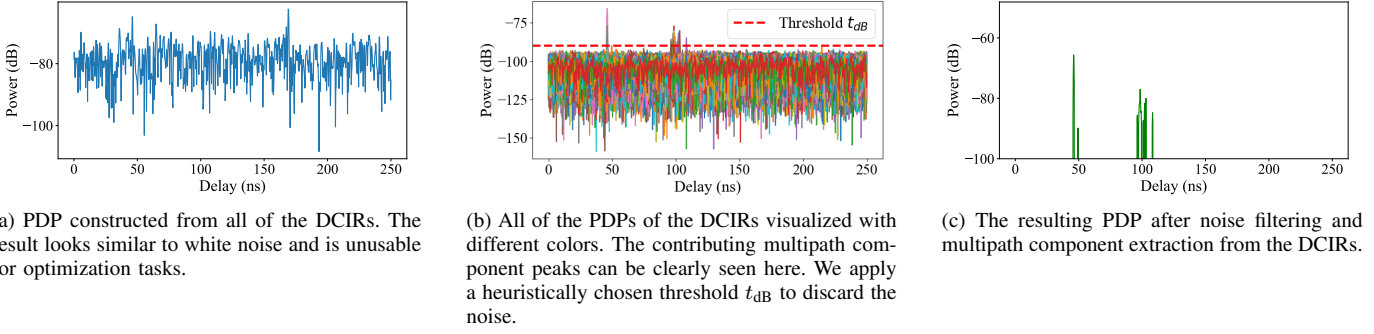 Power (dB)
−80
−100
0 50 100 150 200 250
Delay (ns)
Power (dB)
−75
−100
−125
−150
Threshold t_dB
0 50 100 150 200 250
Delay (ns)
Power (dB)
−60
−80
−100
0 50 100 150 200 250
Delay (ns)
a) PDP constructed from all of the DCIRs. The
esult looks similar to white noise and is unusable
or optimization tasks.
(b) All of the PDPs of the DCIRs visualized with
different colors. The contributing multipath com-
ponent peaks can be clearly seen here. We apply
a heuristically chosen threshold t_dB to discard the
noise.
(c) The resulting PDP after noise filtering and
multipath component extraction from the DCIRs.